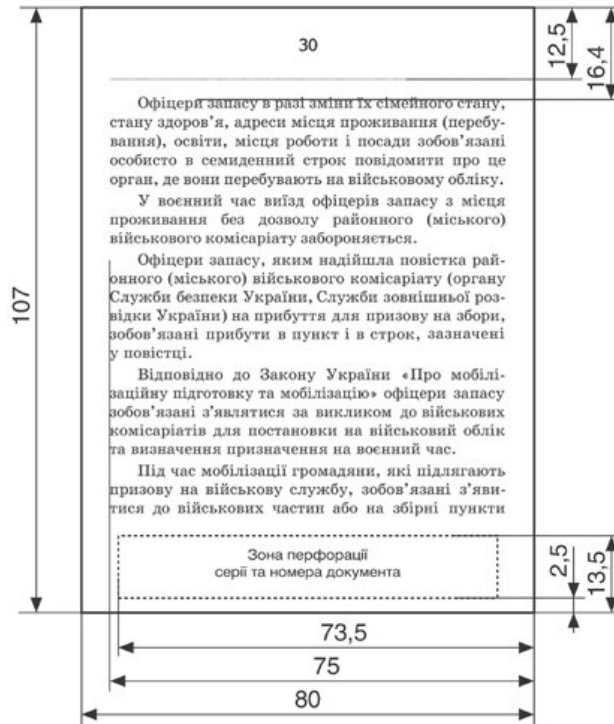 30
12,5
16,4
Офіцери запасу в разі зміни їх сімейного стану,
стану здоров’я, адреси місця проживання (перебу-
вання), освіти, місця роботи і посади зобов’язані
особисто в семиденний строк повідомити про це
орган, де вони перебувають на військовому обліку.
У воєнний час виїзд офіцерів запасу з місця
проживання без дозволу районного (міського)
військового комісаріату забороняється.
Офіцери запасу, яким надійшла повістка рай-
онного (міського) військового комісаріату (органу
Служби безпеки України, Служби зовнішньої роз-
відки України) на прибуття для призову на збори,
зобов’язані прибути в пункт і в строк, зазначені
у повістці.
Відповідно до Закону України «Про мобілі-
заційну підготовку та мобілізацію» офіцери запасу
зобов’язані з’являтися за викликом до військових
комісаріатів для постановки на військовий облік
та визначення призначення на воєнний час.
Під час мобілізації громадяни, які підлягають
призову на військову службу, зобов’язані з’яви-
тися до військових частин або на збірні пункти
107
Зона перфорації
серії та номера документа
2,5
13,5
73,5
75
80